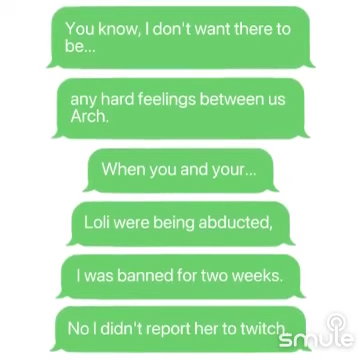 You know, I don't want there to
be...
any hard feelings between us
Arch.
When you and your...
Loli were being abducted,
I was banned for two weeks.
No I didn't report her to twitch.
smule